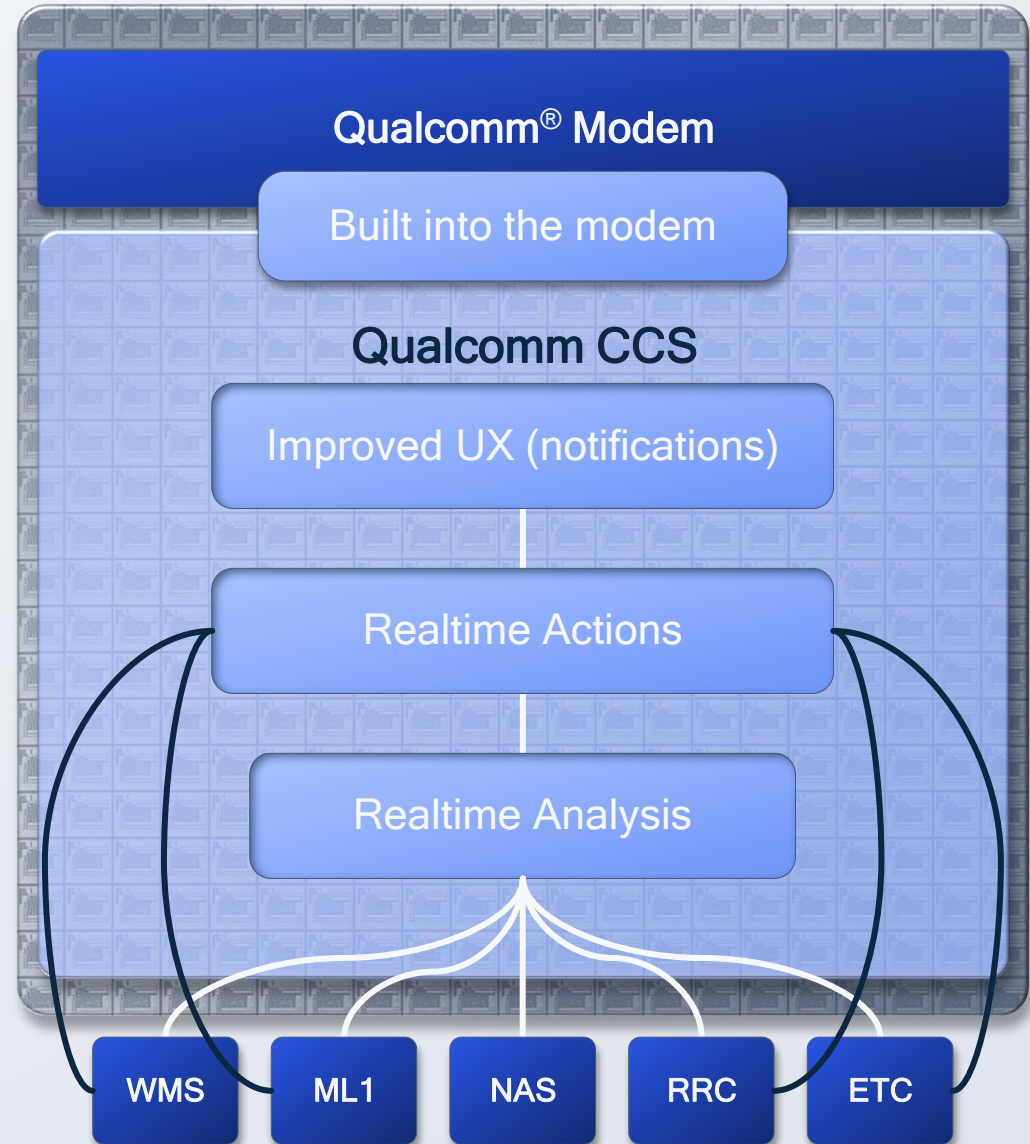 Qualcomm® Modem
Built into the modem
Qualcomm CCS
Improved UX (notifications)
Realtime Actions
Realtime Analysis
WMS
ML1
NAS
RRC
ETC